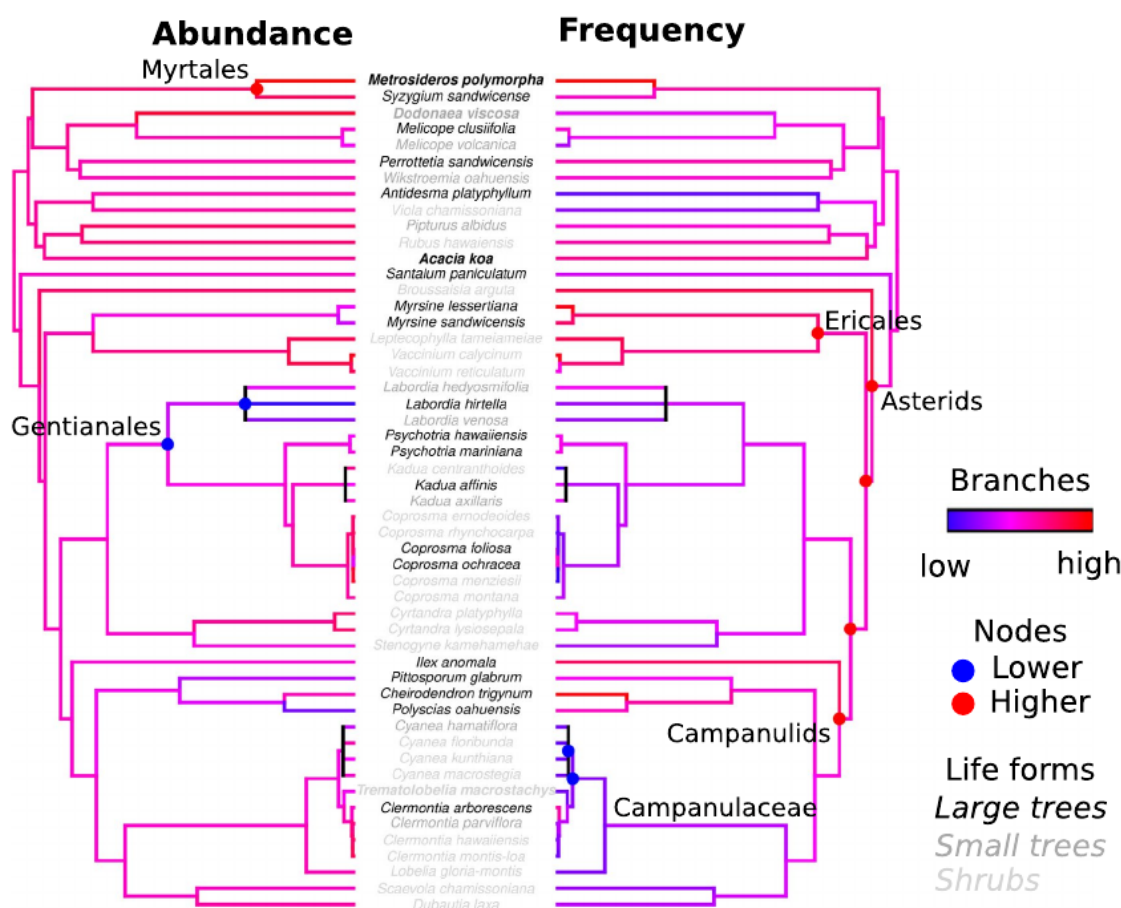 Abundance
Frequency
Myrtales
Metrosideros polymorpha
Syzygium sandwicense
Dodonaea viscosa
Melicope clusiifolia
Melicope volcanica
Perrottetia sandwicensis
Wikstroemia oahuensis
Antidesma platyphyllum
Viola chamissoniana
Pipturus albidus
Rubus hawaiensis
Acacia koa
Santalum paniculatum
Broussaisia arguta
Myrsine lessertiana
Myrsine sandwicensis
Ericales
Leptecophylla tameiameiae
Vaccinium calycinum
Vaccinium reticulatum
Labordia hedyosmifolia
Labordia hirtella
Asterids
Labordia venosa
Gentianales
Psychotria hawaiiensis
Psychotria mariniana
Kadua centranthoides
Kadua affinis
Kadua axillaris
Coprosma ernodeoides
Coprosma rhynchocarpa
Coprosma foliosa
Coprosma ochracea
Coprosma menziesii
Coprosma montana
Cyrtandra platyphylla
Cyrtandra lysiosepala
Stenogyne kamehamehae
Ilex anomala
Pittosporum glabrum
Cheirodendron trigynum
Polyscias oahuensis
Cyanea hamatiflora
Campanulids
Cyanea floribunda
Cyanea kunthiana
Cyanea macrostegia
Trematolobelia macrostachys
Clermontia arborescens
Campanulaceae
Clermontia parviflora
Clermontia hawaiiensis
Clermontia montis-loa
Lobelia gloria-montis
Scaevola chamissoniana
Dubautia laxa
Branches
low high
Nodes
Lower
Higher
Life forms
Large trees
Small trees
Shrubs